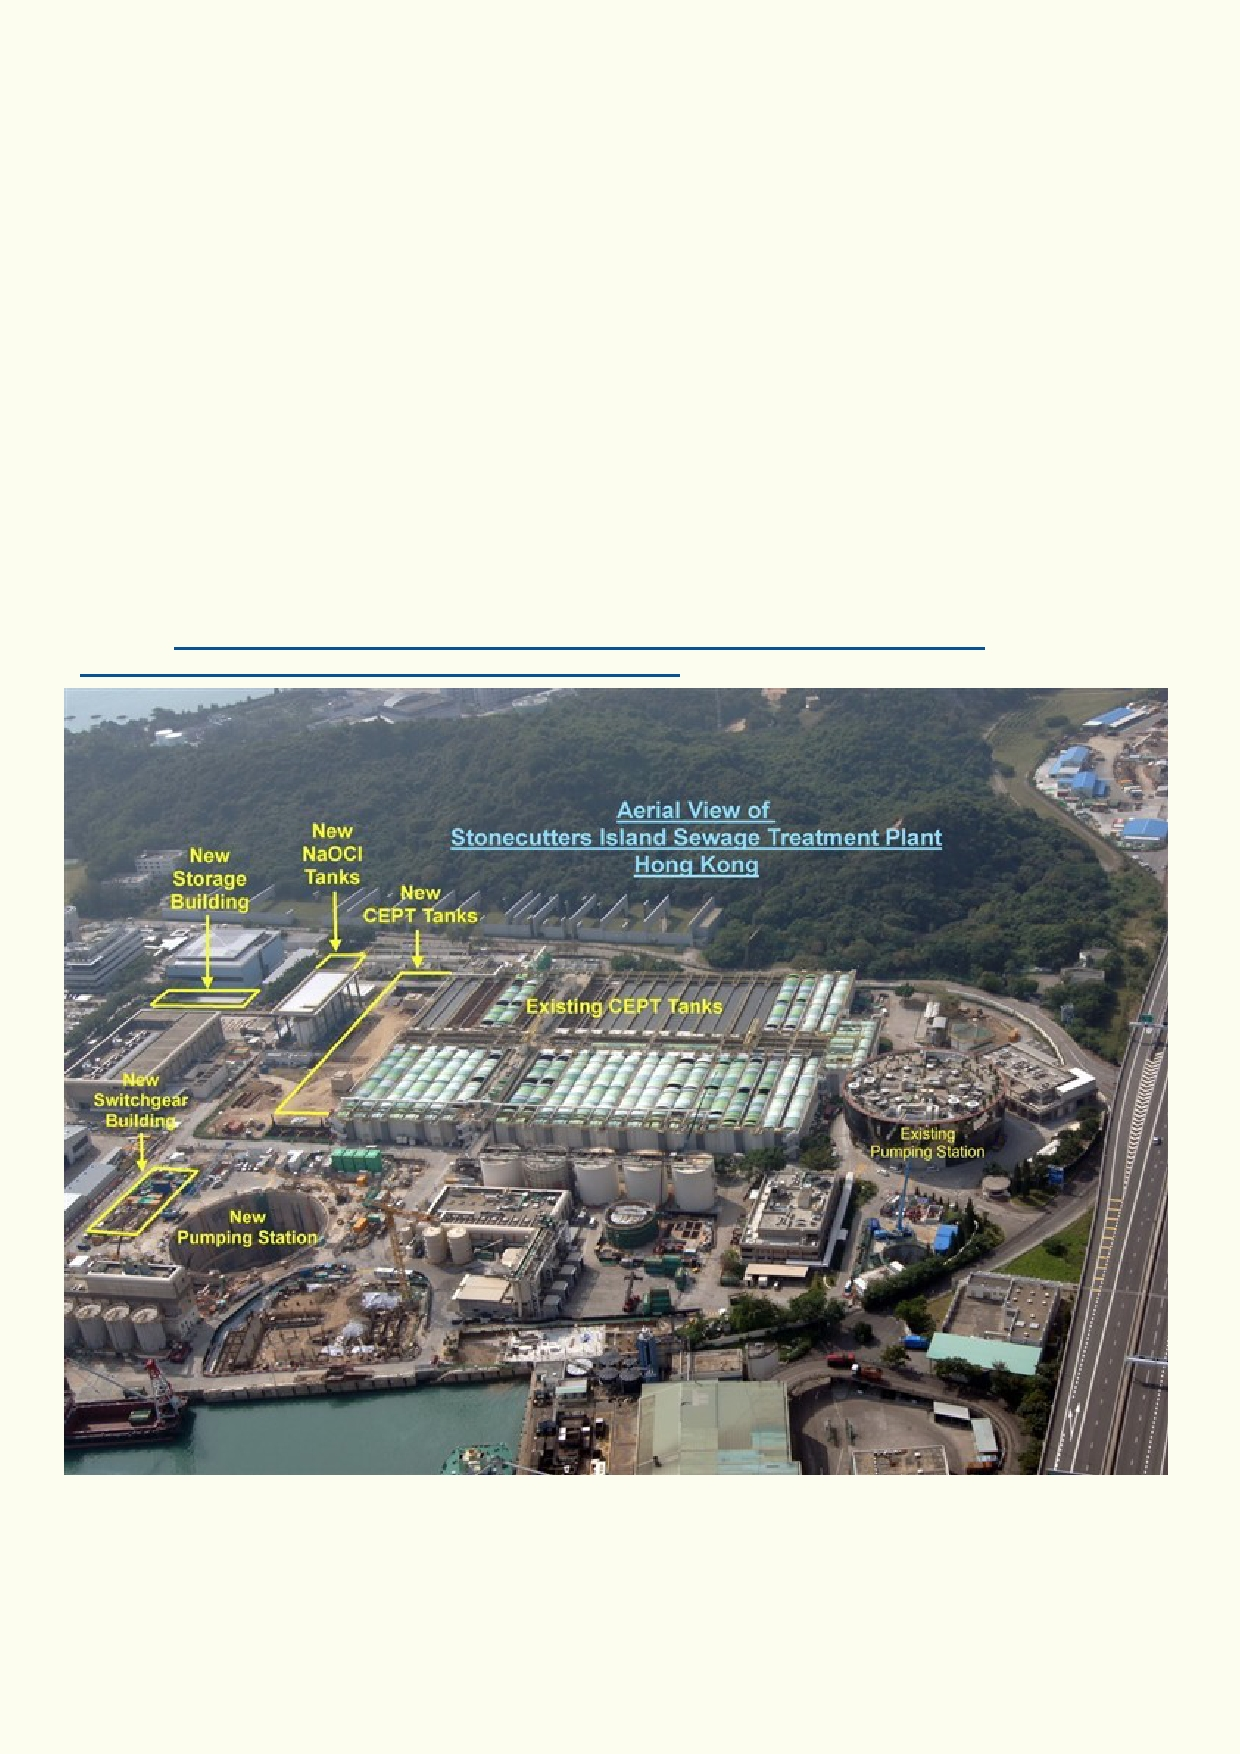 Aerial View of
Stonecutters Island Sewage Treatment Plant
Hong Kong
New
NaOCl
Tanks
New
Storage
Building
New
CEPT Tanks
Existing CEPT Tanks
New
Switchgear
Building
Existing
Pumping Station
New
Pumping Station